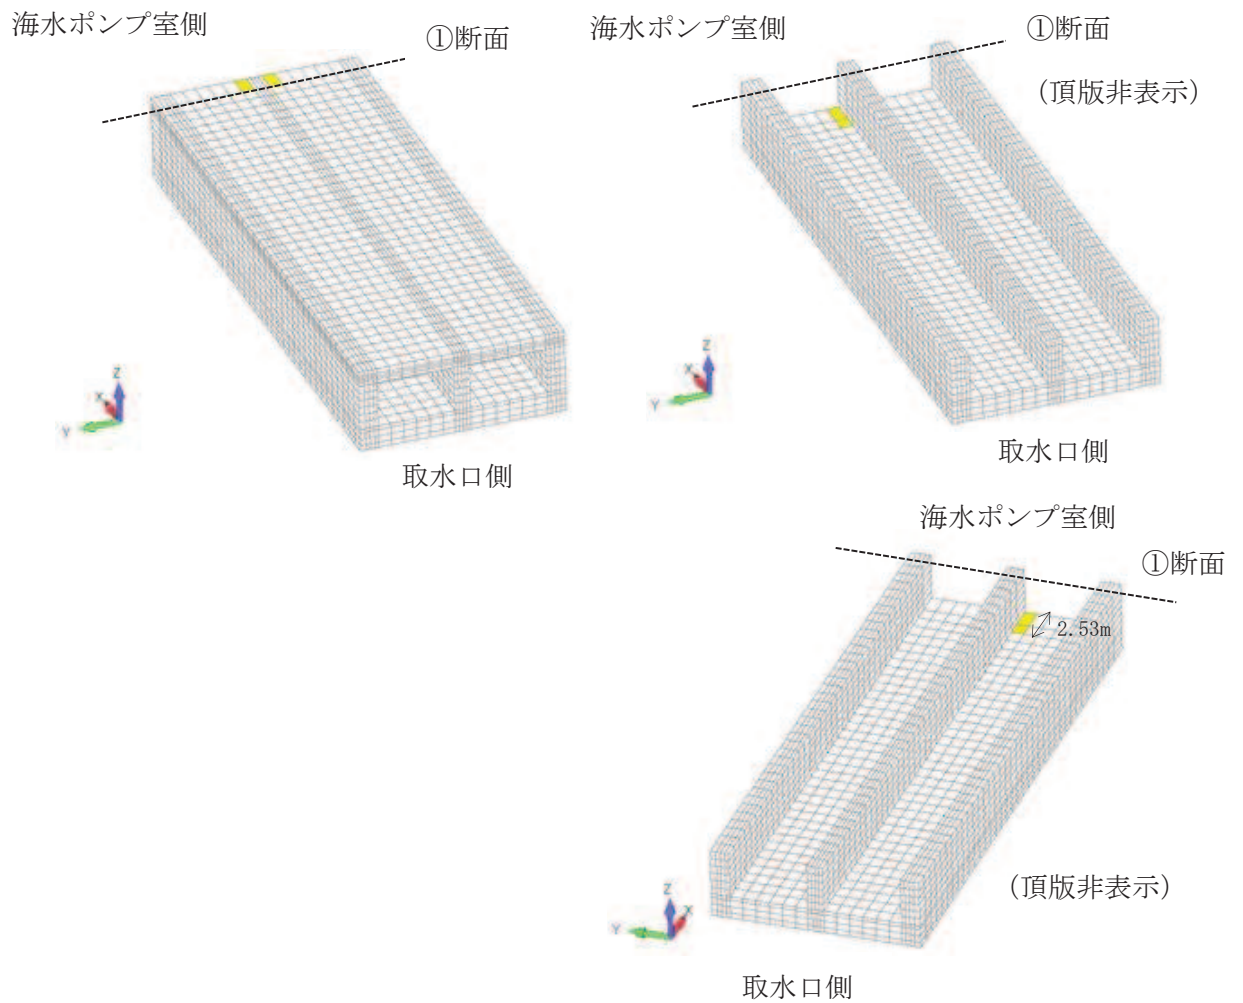 海水ポンプ室側
①断面
Z
X
Y
取水口側
海水ポンプ室側
①断面
(頂版非表示)
Z
X
Y
取水口側
海水ポンプ室側
①断面
2.53m
(頂版非表示)
Z
X
Y
取水口側